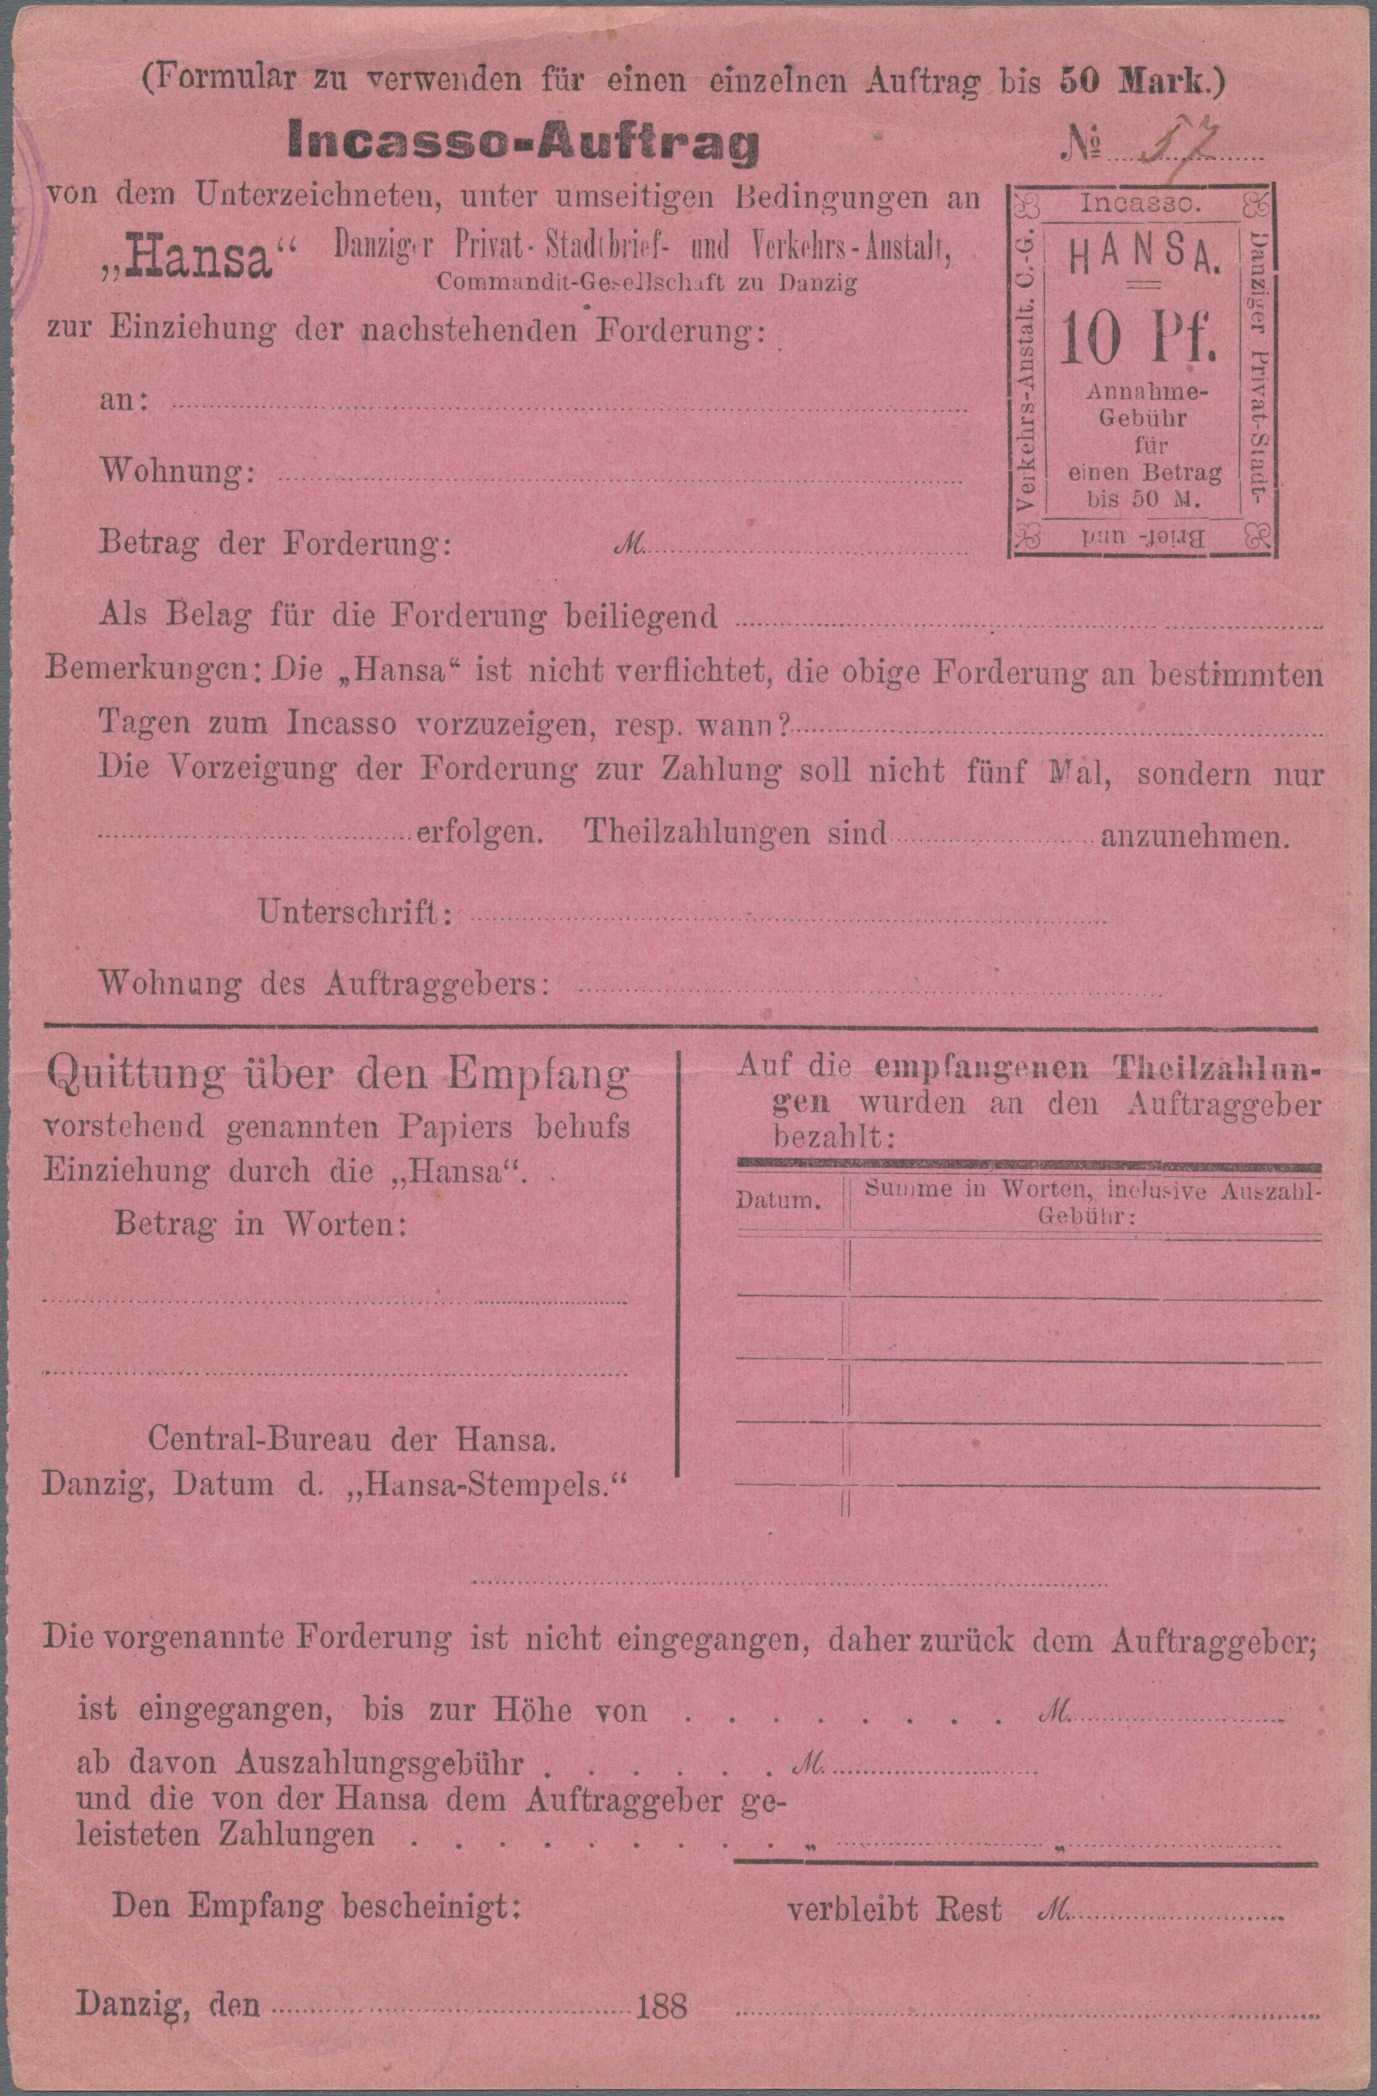 (Formular zu verwenden für einen einzelnen Auftrag bis 50 Mark.)
Incasso-Auftrag
№ 57
von dem Unterzeichneten, unter umseitigen Bedingungen an
„Hansa“ Danziger Privat-Stadtbrief- und Verkehrs-Anstalt,
Commandit-Gesellschaft zu Danzig
zur Einziehung der nachstehenden Forderung:
Incasso.
Danziger Privat-Stadt-
Brief- und
Verkehrs-Anstalt. C.-G.
HANSA.
10 Pf.
Annahme-
Gebühr
für
einen Betrag
bis 50 M.
an:
Wohnung:
Betrag der Forderung: M.
Als Belag für die Forderung beiliegend
Bemerkungen: Die „Hansa“ ist nicht verflichtet, die obige Forderung an bestimmten
Tagen zum Incasso vorzuzeigen, resp. wann?
Die Vorzeigung der Forderung zur Zahlung soll nicht fünf Mal, sondern nur
erfolgen. Theilzahlungen sind anzunehmen.
Unterschrift:
Wohnung des Auftraggebers:
Quittung über den Empfang
vorstehend genannten Papiers behufs
Einziehung durch die „Hansa“.
Betrag in Worten:
Central-Bureau der Hansa.
Danzig, Datum d. „Hansa-Stempels.“
Auf die empfangenen Theilzahlun-
gen wurden an den Auftraggeber
bezahlt:
Datum.
Summe in Worten, inclusive Auszahl-
Gebühr:
Die vorgenannte Forderung ist nicht eingegangen, daher zurück dem Auftraggeber;
ist eingegangen, bis zur Höhe von . . . . . . . . M.
ab davon Auszahlungsgebühr . . . . . . M.
und die von der Hansa dem Auftraggeber ge-
leisteten Zahlungen . . . . . . . . . . „ „
Den Empfang bescheinigt: verbleibt Rest M.
Danzig, den 188